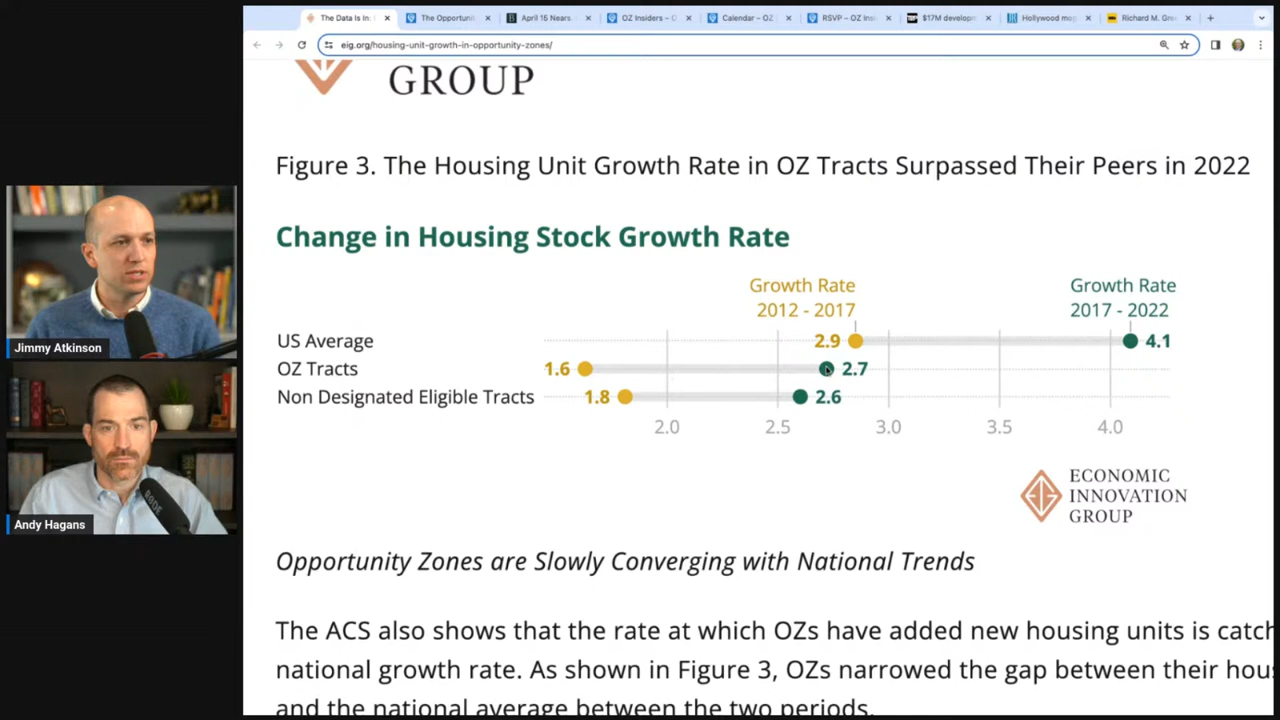 The Data Is In:
The Opportuni
April 15 Nears
OZ Insiders – O
Calendar – OZ
RSVP – OZ Insi
$17M developm
Hollywood mog
Richard M. Gre
eig.org/housing-unit-growth-in-opportunity-zones/
GROUP
Figure 3. The Housing Unit Growth Rate in OZ Tracts Surpassed Their Peers in 2022
Change in Housing Stock Growth Rate
Growth Rate
2012 - 2017
Growth Rate
2017 - 2022
US Average 2.9 4.1
OZ Tracts 1.6 2.7
Non Designated Eligible Tracts 1.8 2.6
2.0 2.5 3.0 3.5 4.0
ECONOMIC
INNOVATION
GROUP
Opportunity Zones are Slowly Converging with National Trends
The ACS also shows that the rate at which OZs have added new housing units is catch
national growth rate. As shown in Figure 3, OZs narrowed the gap between their hou
and the national average between the two periods.
Jimmy Atkinson
Andy Hagans
RODE